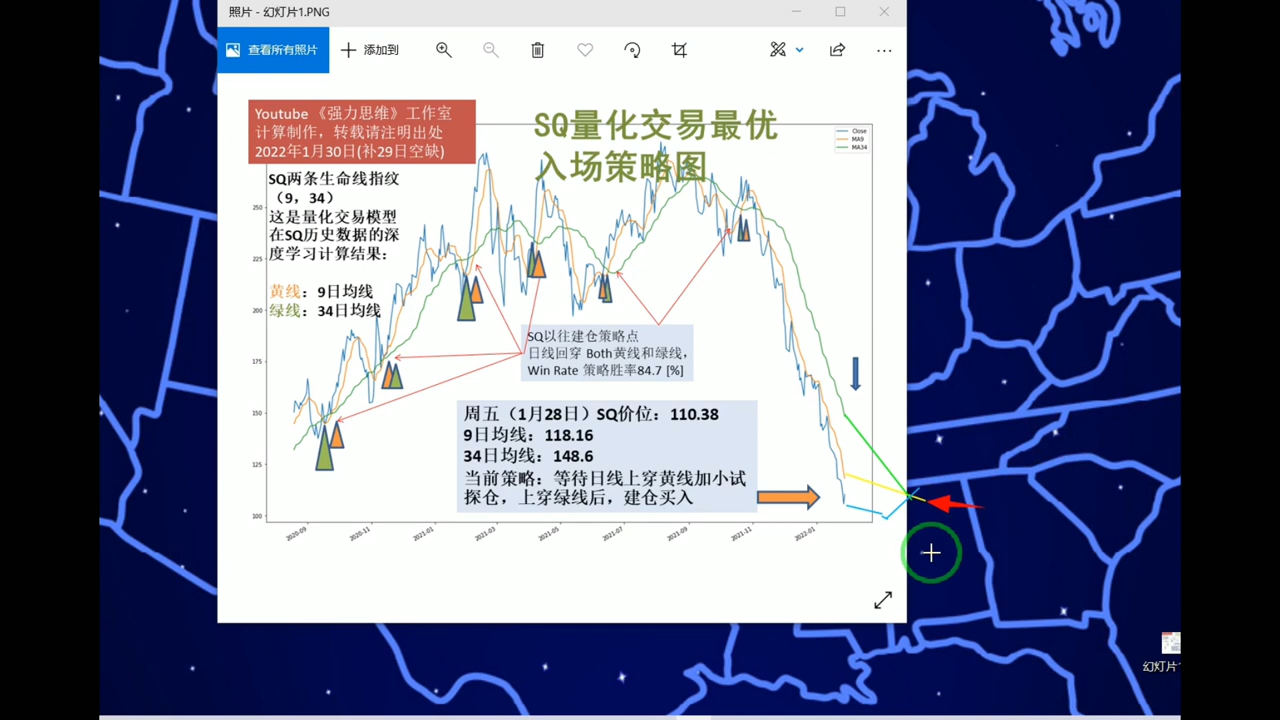 照片 - 幻灯片1.PNG
查看所有照片
添加到
Youtube 《强力思维》工作室
计算制作，转载请注明出处
2022年1月30日(补29日空缺)
SQ量化交易最优
入场策略图
Close
MA9
MA34
SQ两条生命线指纹
（9，34）
这是量化交易模型
在SQ历史数据的深
度学习计算结果：
黄线：9日均线
绿线：34日均线
250
225
200
175
150
125
100
SQ以往建仓策略点
日线回穿 Both黄线和绿线，
Win Rate 策略胜率84.7 [%]
周五（1月28日）SQ价位：110.38
9日均线：118.16
34日均线：148.6
当前策略：等待日线上穿黄线加小试
探仓，上穿绿线后，建仓买入
2020-09
2020-11
2021-01
2021-03
2021-05
2021-07
2021-09
2021-11
2022-01
幻灯片1